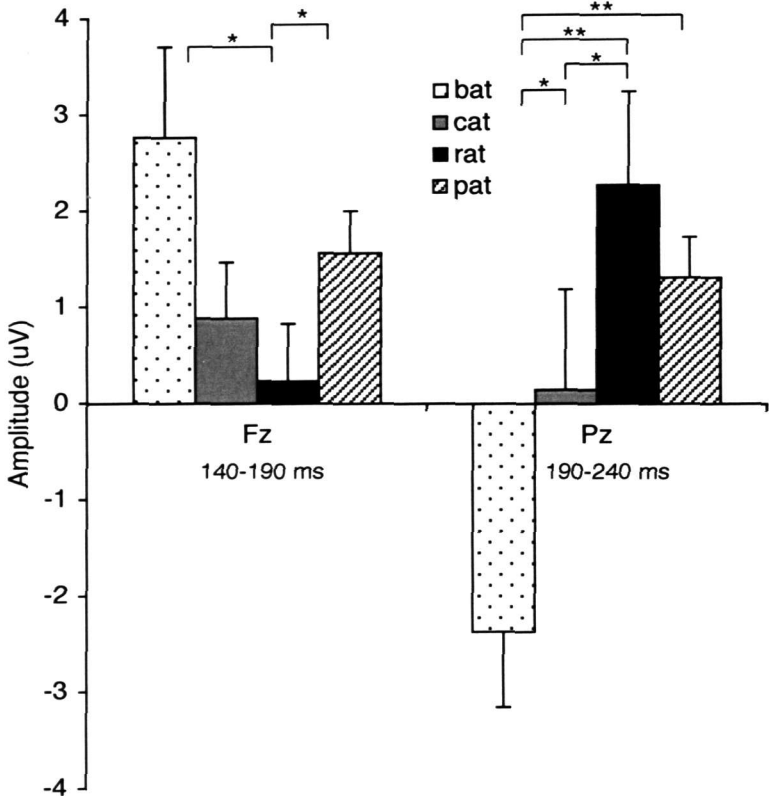 4
3
2
1
0
-1
-2
-3
-4
Amplitude (uV)
*
*
**
**
*
*
bat
cat
rat
pat
Fz
140-190 ms
Pz
190-240 ms